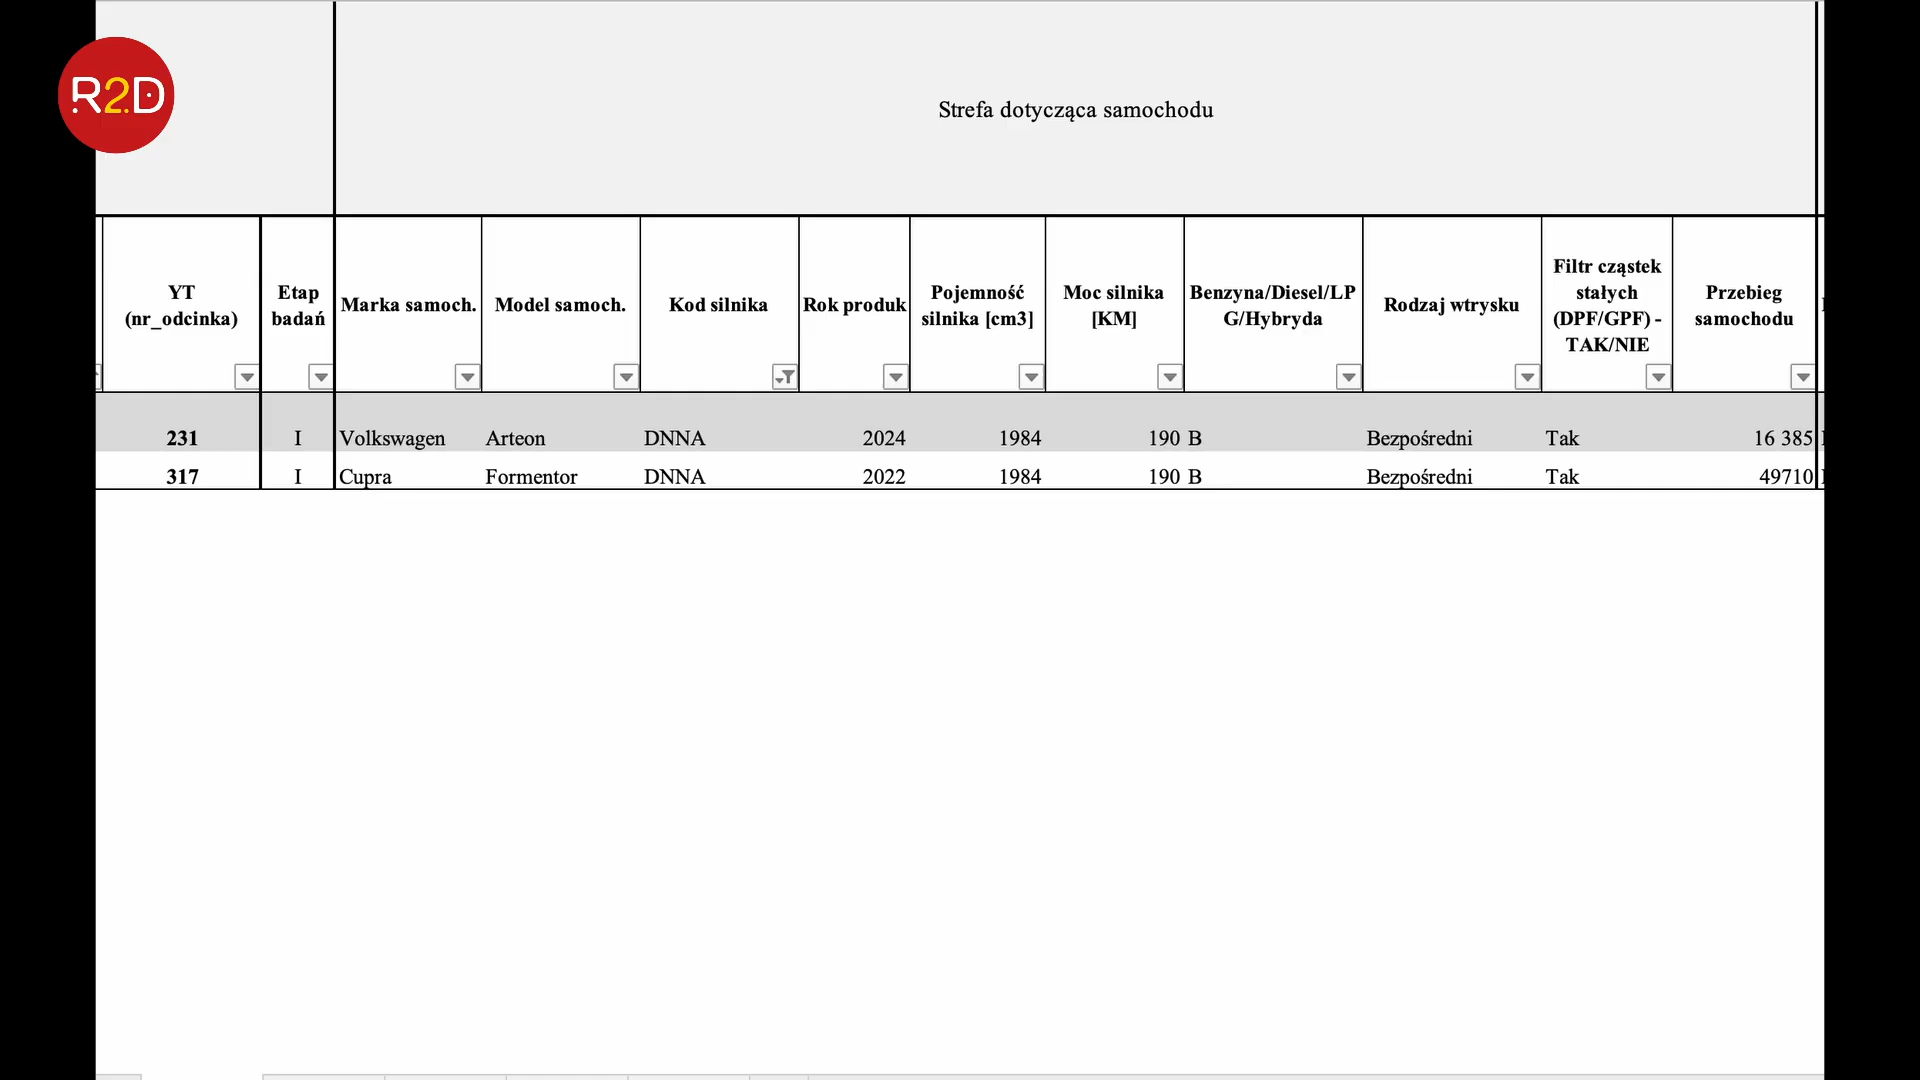 R2D
Strefa dotycząca samochodu
YT
(nr_odcinka)
Etap
badań
Marka samoch.
Model samoch.
Kod silnika
Rok produk
Pojemność
silnika [cm3]
Moc silnika
[KM]
Benzyna/Diesel/LP
G/Hybryda
Rodzaj wtrysku
Filtr cząstek
stałych
(DPF/GPF) -
TAK/NIE
Przebieg
samochodu
231 I Volkswagen Arteon DNNA 2024 1984 190 B Bezpośredni Tak 16 385
317 I Cupra Formentor DNNA 2022 1984 190 B Bezpośredni Tak 49710